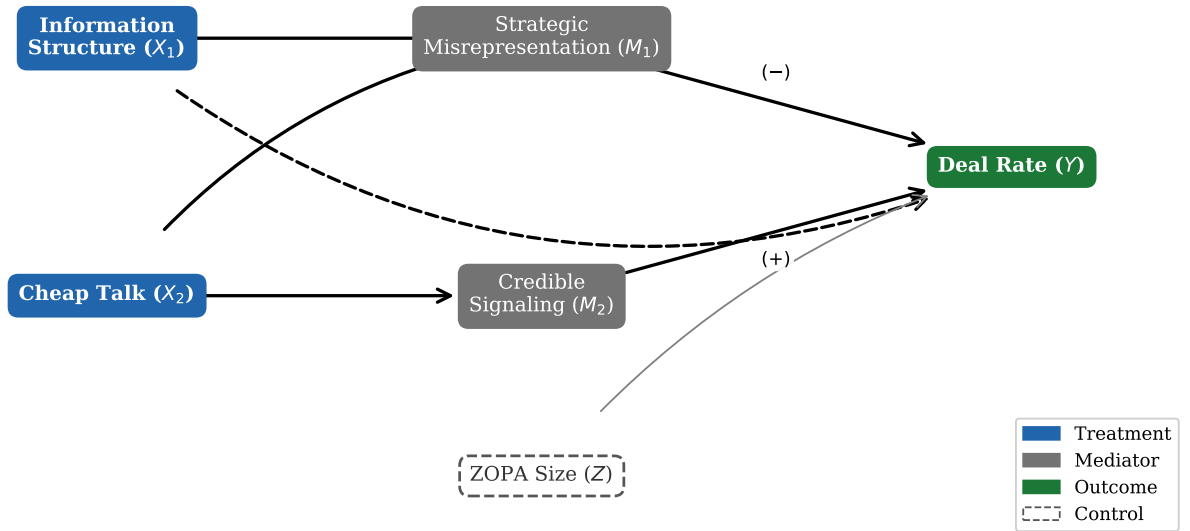 Information
Structure (X₁)
Strategic
Misrepresentation (M₁)
(−)
Deal Rate (Y)
(+)
Cheap Talk (X₂)
Credible
Signaling (M₂)
ZOPA Size (Z)
Treatment
Mediator
Outcome
Control